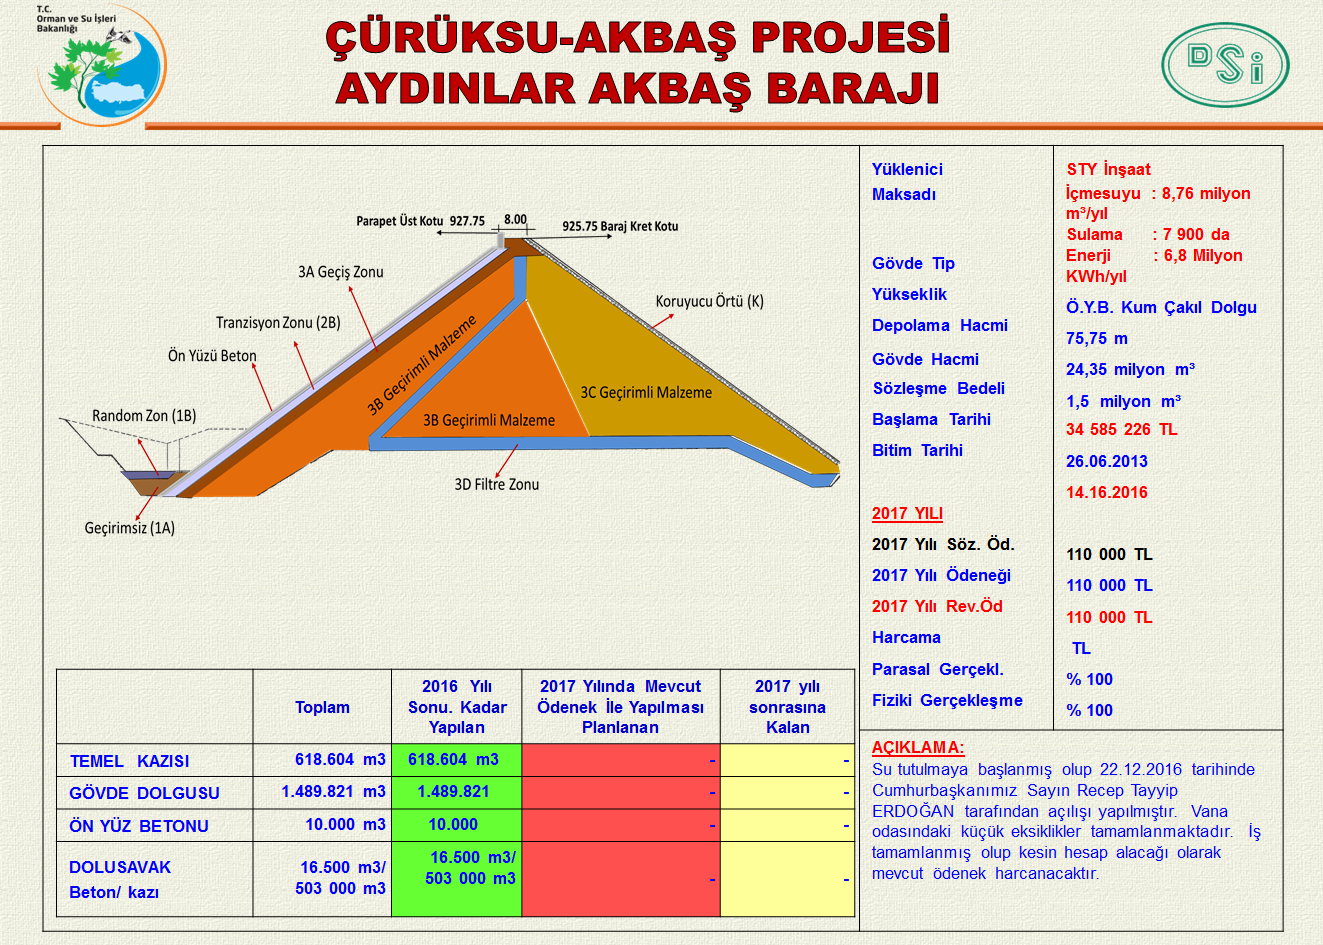 T.C.
Orman ve Su İşleri
Bakanlığı
ÇÜRÜKSU-AKBAŞ PROJESİ
AYDINLAR AKBAŞ BARAJI
DSİ
Parapet Üst Kotu 927.75
8.00
925.75 Baraj Kret Kotu
3A Geçiş Zonu
Tranzisyon Zonu (2B)
Ön Yüzü Beton
Random Zon (1B)
Geçirimsiz (1A)
Koruyucu Örtü (K)
3B Geçirimli Malzeme
3B Geçirimli Malzeme
3C Geçirimli Malzeme
3D Filtre Zonu
Yüklenici
Maksadı
Gövde Tip
Yükseklik
Depolama Hacmi
Gövde Hacmi
Sözleşme Bedeli
Başlama Tarihi
Bitim Tarihi
2017 YILI
2017 Yılı Söz. Öd.
2017 Yılı Ödeneği
2017 Yılı Rev.Öd
Harcama
Parasal Gerçekl.
Fiziki Gerçekleşme
STY İnşaat
İçmesuyu : 8,76 milyon
m³/yıl
Sulama : 7 900 da
Enerji : 6,8 Milyon
KWh/yıl
Ö.Y.B. Kum Çakıl Dolgu
75,75 m
24,35 milyon m³
1,5 milyon m³
34 585 226 TL
26.06.2013
14.16.2016
110 000 TL
110 000 TL
110 000 TL
TL
% 100
% 100
Toplam
2016 Yılı
Sonu. Kadar
Yapılan
2017 Yılında Mevcut
Ödenek İle Yapılması
Planlanan
2017 yılı
sonrasına
Kalan
TEMEL KAZISI 618.604 m3 618.604 m3 - -
GÖVDE DOLGUSU 1.489.821 m3 1.489.821 - -
ÖN YÜZ BETONU 10.000 m3 10.000 - -
DOLUSAVAK 16.500 m3/ 16.500 m3/
Beton/ kazı 503 000 m3 503 000 m3 - -
AÇIKLAMA:
Su tutulmaya başlanmış olup 22.12.2016 tarihinde
Cumhurbaşkanımız Sayın Recep Tayyip
ERDOĞAN tarafından açılışı yapılmıştır. Vana
odasındaki küçük eksiklikler tamamlanmaktadır. İş
tamamlanmış olup kesin hesap alacağı olarak
mevcut ödenek harcanacaktır.